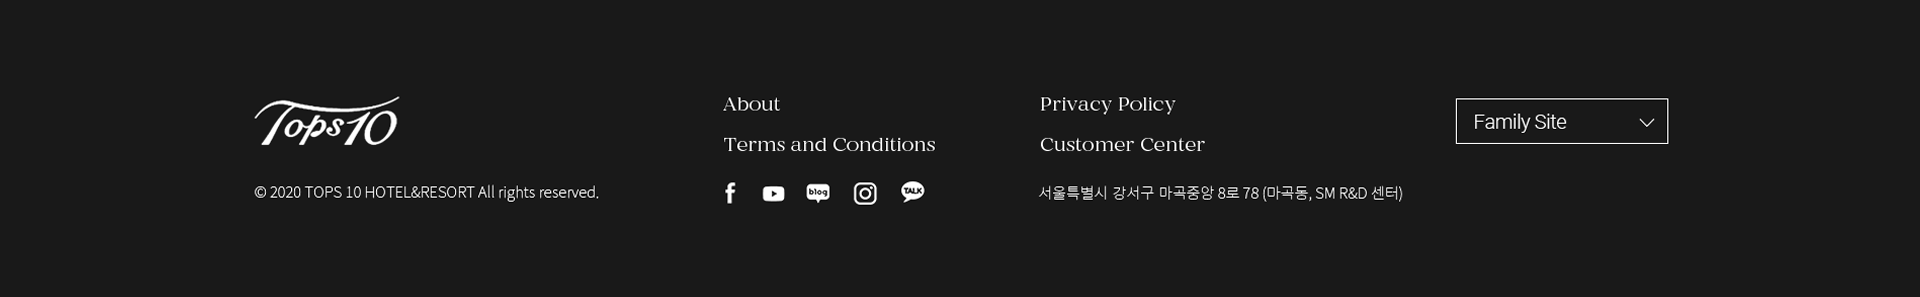 Tops10
© 2020 TOPS 10 HOTEL&RESORT All rights reserved.
About
Terms and Conditions
blog
TALK
Privacy Policy
Customer Center
서울특별시 강서구 마곡중앙 8로 78 (마곡동, SM R&D 센터)
Family Site